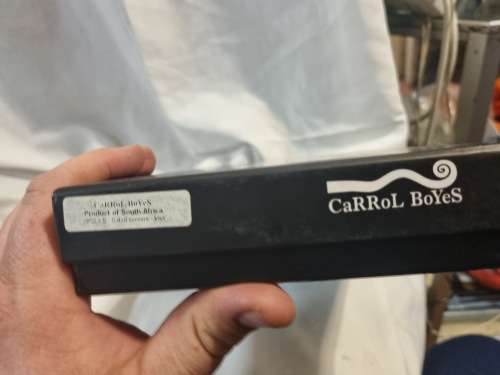 CaRRoL BoYeS
Product of South Africa
CaRRoL BoYeS